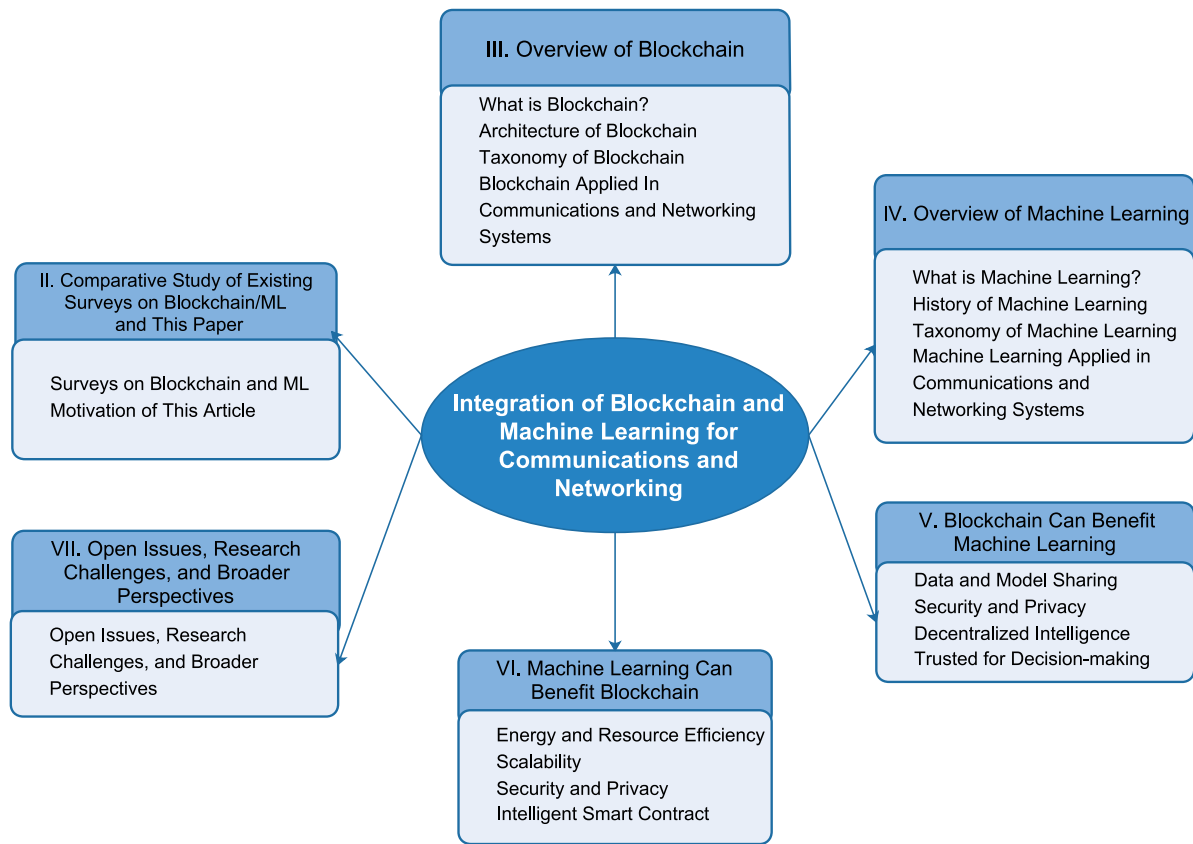 III. Overview of Blockchain
What is Blockchain?
Architecture of Blockchain
Taxonomy of Blockchain
Blockchain Applied In
Communications and Networking
Systems
IV. Overview of Machine Learning
What is Machine Learning?
History of Machine Learning
Taxonomy of Machine Learning
Machine Learning Applied in
Communications and
Networking Systems
II. Comparative Study of Existing
Surveys on Blockchain/ML
and This Paper
Surveys on Blockchain and ML
Motivation of This Article
Integration of Blockchain and
Machine Learning for
Communications and
Networking
V. Blockchain Can Benefit
Machine Learning
Data and Model Sharing
Security and Privacy
Decentralized Intelligence
Trusted for Decision-making
VII. Open Issues, Research
Challenges, and Broader
Perspectives
Open Issues, Research
Challenges, and Broader
Perspectives
VI. Machine Learning Can
Benefit Blockchain
Energy and Resource Efficiency
Scalability
Security and Privacy
Intelligent Smart Contract